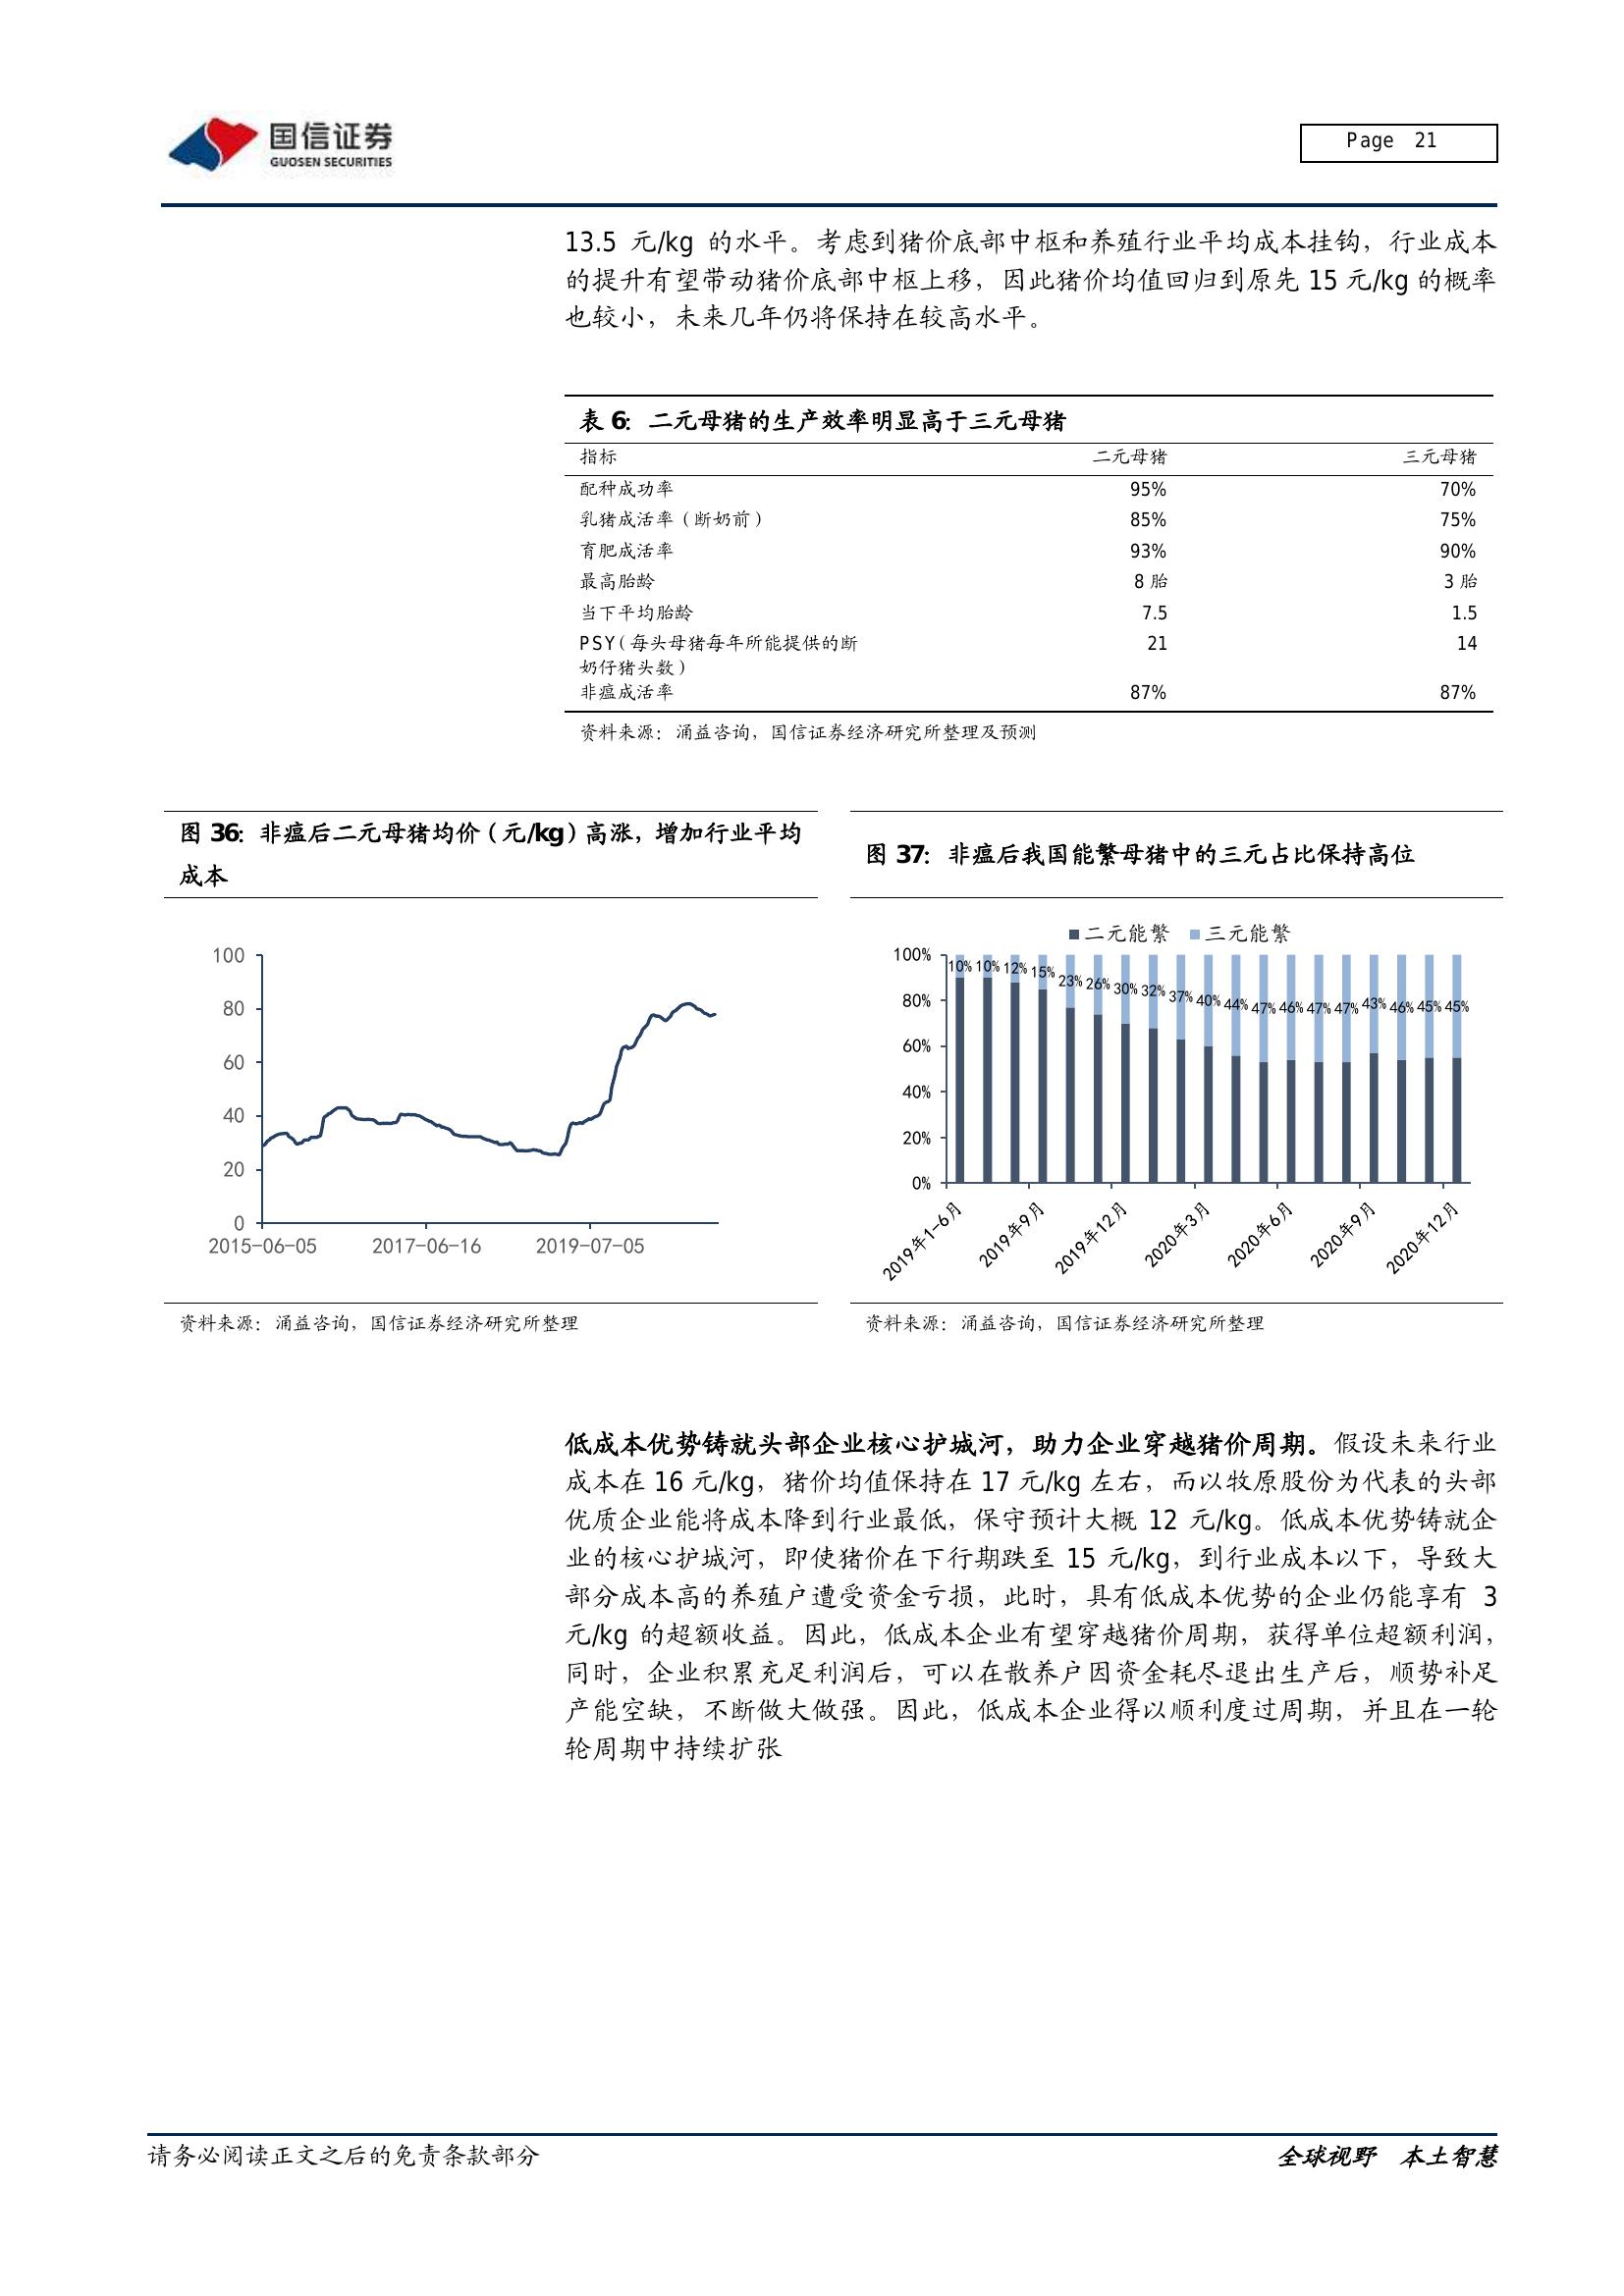 国信证券
GUOSEN SECURITIES
Page 21
13.5 元/kg 的水平。考虑到猪价底部中枢和养殖行业平均成本挂钩，行业成本
的提升有望带动猪价底部中枢上移，因此猪价均值回归到原先 15 元/kg 的概率
也较小，未来几年仍将保持在较高水平。
表 6：二元母猪的生产效率明显高于三元母猪
指标 二元母猪 三元母猪
配种成功率 95% 70%
乳猪成活率（断奶前） 85% 75%
育肥成活率 93% 90%
最高胎龄 8 胎 3 胎
当下平均胎龄 7.5 1.5
PSY（每头母猪每年所能提供的断 21 14
奶仔猪头数）
非瘟成活率 87% 87%
资料来源：涌益咨询，国信证券经济研究所整理及预测
图 36：非瘟后二元母猪均价（元/kg）高涨，增加行业平均
成本
100
80
60
40
20
0
2015-06-05 2017-06-16 2019-07-05
资料来源：涌益咨询，国信证券经济研究所整理
图 37：非瘟后我国能繁母猪中的三元占比保持高位
二元能繁 三元能繁
100%
80%
60%
40%
20%
0%
10% 10% 12% 15% 23% 26% 30% 32% 37% 40% 44% 47% 46% 47% 47% 43% 46% 45% 45%
2019年1-6月 2019年9月 2019年12月 2020年3月 2020年6月 2020年9月 2020年12月
资料来源：涌益咨询，国信证券经济研究所整理
低成本优势铸就头部企业核心护城河，助力企业穿越猪价周期。假设未来行业
成本在 16 元/kg，猪价均值保持在 17 元/kg 左右，而以牧原股份为代表的头部
优质企业能将成本降到行业最低，保守预计大概 12 元/kg。低成本优势铸就企
业的核心护城河，即使猪价在下行期跌至 15 元/kg，到行业成本以下，导致大
部分成本高的养殖户遭受资金亏损，此时，具有低成本优势的企业仍能享有 3
元/kg 的超额收益。因此，低成本企业有望穿越猪价周期，获得单位超额利润，
同时，企业积累充足利润后，可以在散养户因资金耗尽退出生产后，顺势补足
产能空缺，不断做大做强。因此，低成本企业得以顺利度过周期，并且在一轮
轮周期中持续扩张
请务必阅读正文之后的免责条款部分
全球视野 本土智慧